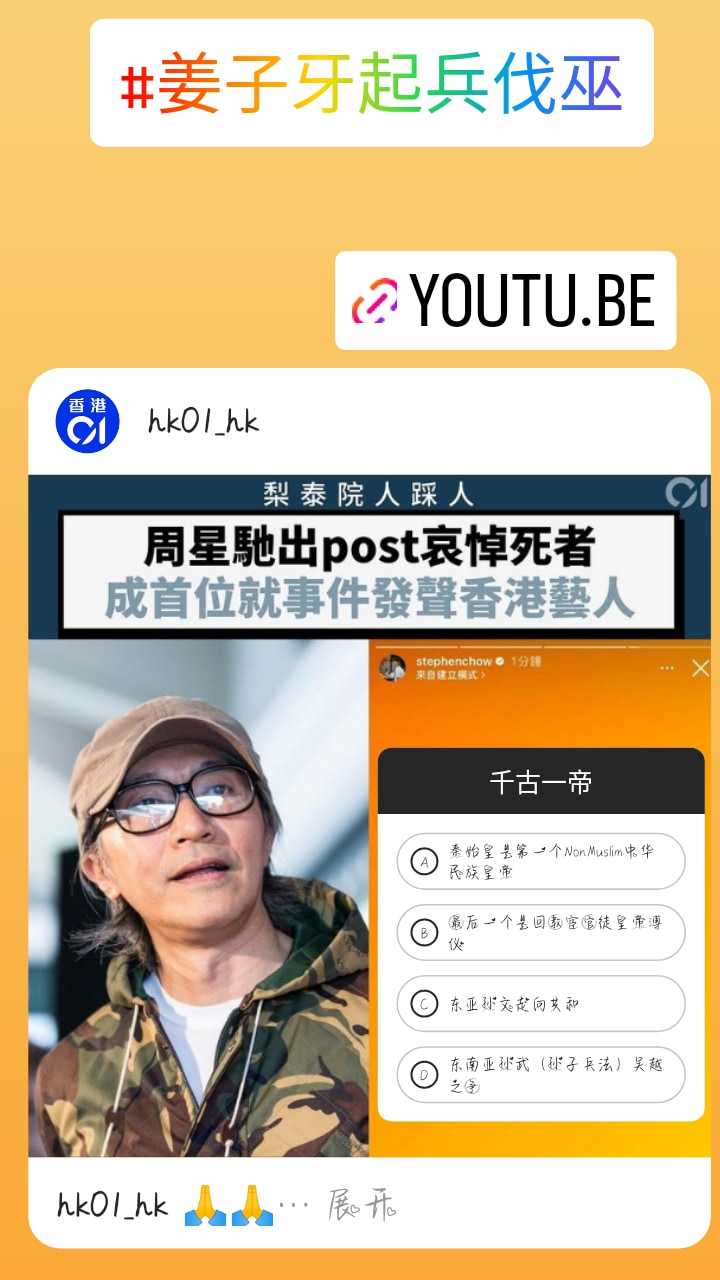 #姜子牙起兵伐巫
YOUTU.BE
香港
01
hk01_hk
梨泰院人踩人
01
周星馳出post哀悼死者
成首位就事件發聲香港藝人
stephenchow 1分鐘
來自建立模式 >
千古一帝
A 秦始皇是第一个NonMuslim中华
民族皇帝
B 最后一个是回教宦官徒皇帝溥
仪
C 东亚孙文走向共和
D 东南亚孙武（孙子兵法）吴越
之争
hk01_hk 🙏🙏… 展开